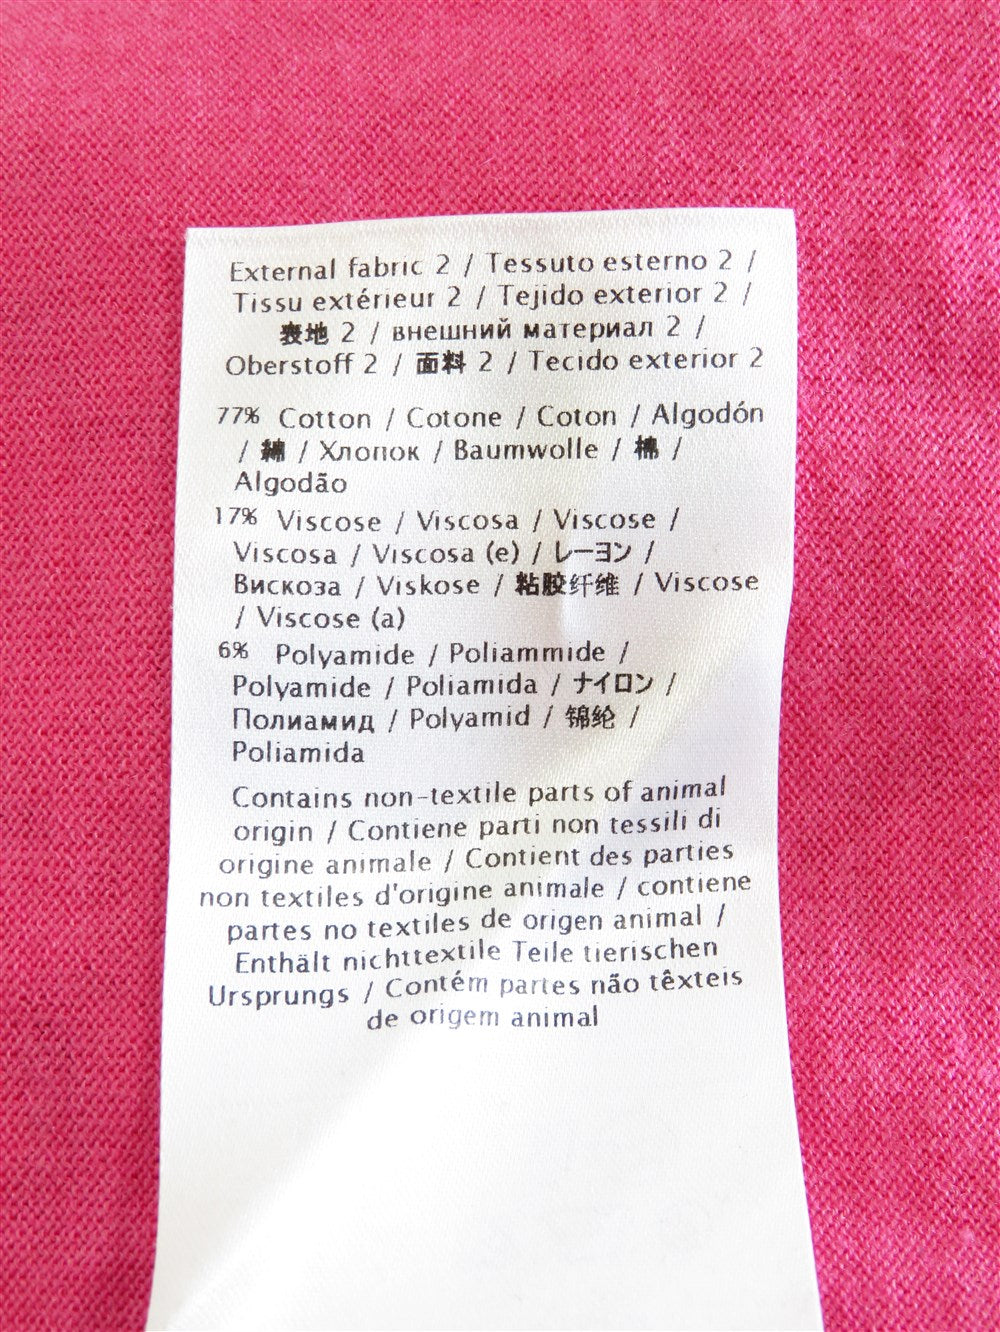 External fabric 2 / Tessuto esterno 2 /
Tissu extérieur 2 / Tejido exterior 2 /
表地 2 / внешний материал 2 /
Oberstoff 2 / 面料 2 / Tecido exterior 2
77% Cotton / Cotone / Coton / Algodón
/ 綿 / Хлопок / Baumwolle / 棉 /
Algodão
17% Viscose / Viscosa / Viscose /
Viscosa / Viscosa (e) / レーヨン /
Вискоза / Viskose / 粘胶纤维 / Viscose
/ Viscose (a)
6% Polyamide / Poliammide /
Polyamide / Poliamida / ナイロン /
Полиамид / Polyamid / 锦纶 /
Poliamida
Contains non-textile parts of animal
origin / Contiene parti non tessili di
origine animale / Contient des parties
non textiles d'origine animale / contiene
partes no textiles de origen animal /
Enthält nichttextile Teile tierischen
Ursprungs / Contém partes não têxteis
de origem animal